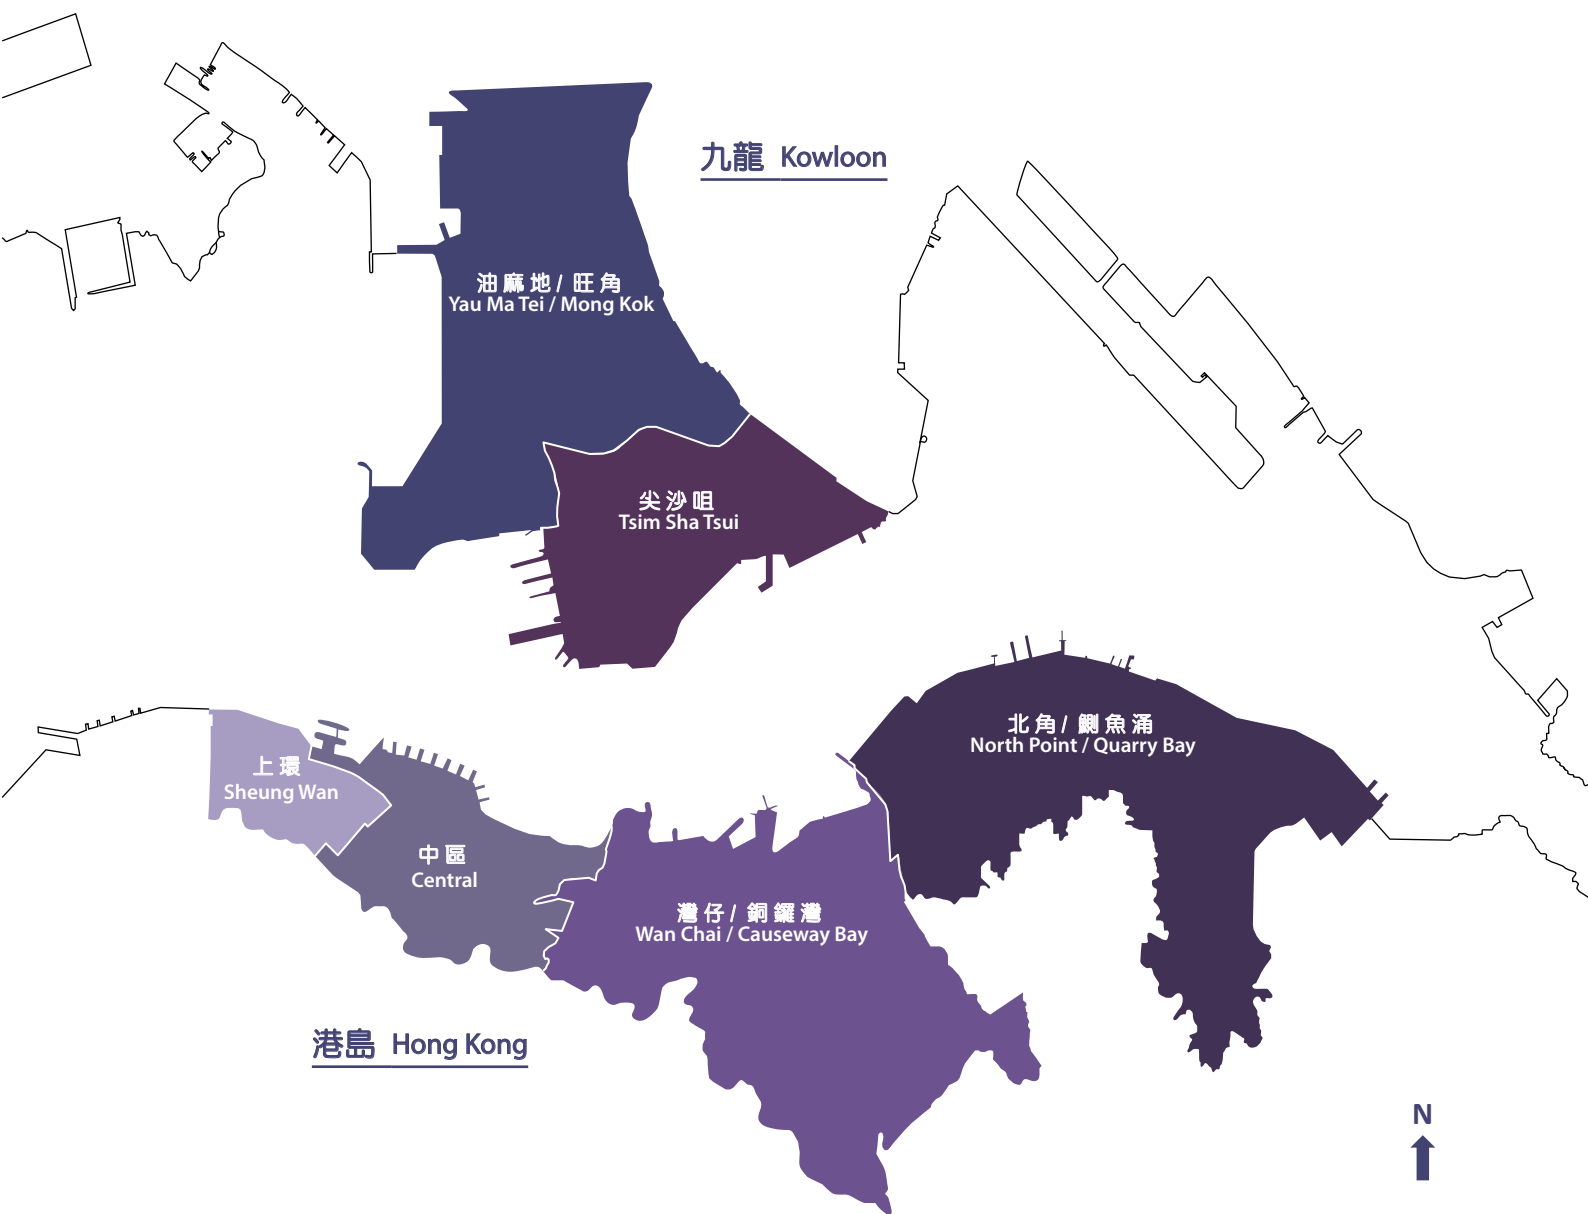 九龍 Kowloon
油麻地 / 旺角
Yau Ma Tei / Mong Kok
尖沙咀
Tsim Sha Tsui
北角 / 鰂魚涌
North Point / Quarry Bay
上環
Sheung Wan
中區
Central
灣仔 / 銅鑼灣
Wan Chai / Causeway Bay
港島 Hong Kong
N